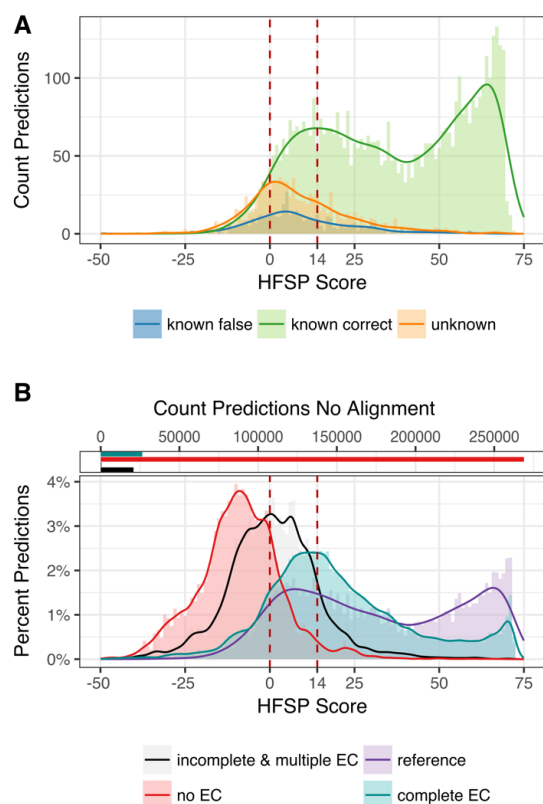 A
Count Predictions
100
50
0
-50 -25 0 14 25 50 75
HFSP Score
known false known correct unknown
B
Count Predictions No Alignment
0 50000 100000 150000 200000 250000
Percent Predictions
4%
3%
2%
1%
0%
-50 -25 0 14 25 50 75
HFSP Score
incomplete & multiple EC reference
no EC complete EC